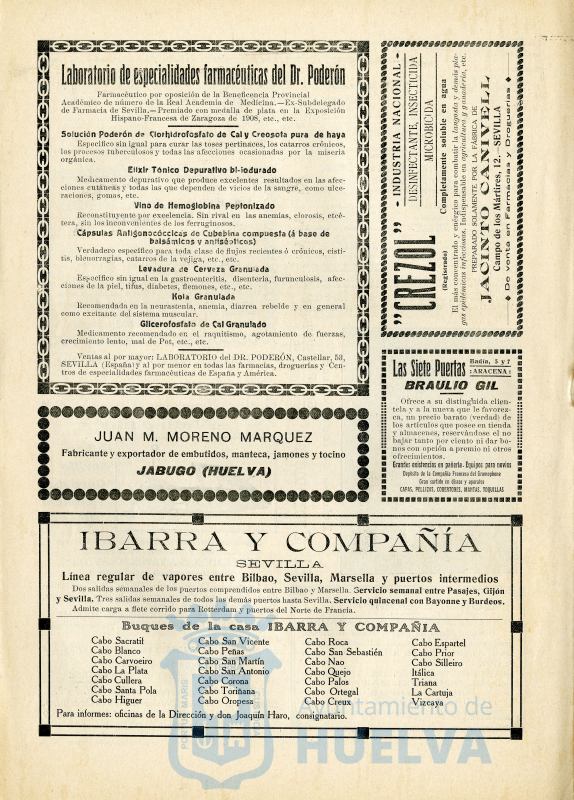 Laboratorio de especialidades farmacéuticas del Dr. Poderón
Farmacéutico por oposición de la Beneficencia Provincial
Académico de número de la Real Academia de Medicina.—Ex-Subdelegado
de Farmacia de Sevilla.—Premiado con medalla de plata en la Exposición
Hispano-Francesa de Zaragoza de 1908, etc., etc.
Solución Poderón de Clorhidrofosfato de Cal y Creosota pura de haya
Específico sin igual para curar las toses pertinaces, los catarros crónicos,
los procesos tuberculosos y todas las afecciones ocasionadas por la miseria
orgánica.
Elixir Tónico Depurativo bi-iodurado
Medicamento depurativo que produce excelentes resultados en las afec-
ciones cutáneas y todas las que dependen de vicios de la sangre, como ulce-
raciones, gomas, etc.
Vino de Hemoglobina Peptonizado
Reconstituyente por excelencia. Sin rival en las anemias, clorosis, etcé-
tera, sin los inconvenientes de los ferruginosos.
Cápsulas Antigonocóccicas de Cubebina compuesta (á base de
balsámicos y antisépticos)
Verdadero específico para toda clase de flujos recientes ó crónicos, cisti-
tis, blenorragias, catarros de la vejiga, etc., etc.
Levadura de Cerveza Granulada
Específico sin igual en la gastroenteritis, disentería, furunculosis, afec-
ciones de la piel, tifus, diabetes, flemones, etc., etc.
Kola Granulada
Recomendada en la neurastenia, anemia, diarrea rebelde y en general
como excitante del sistema muscular.
Glicerofosfato de Cal Granulado
Medicamento recomendado en el raquitismo, agotamiento de fuerzas,
crecimiento lento, mal de Pot, etc., etc.
Ventas al por mayor: LABORATORIO del DR. PODERÓN, Castellar, 53,
SEVILLA (España) y al por menor en todas las farmacias, droguerías y Cen-
tros de especialidades farmacéuticas de España y América.
"CREZOL"
(Registrado)
- INDUSTRIA NACIONAL -
DESINFECTANTE, INSECTICIDA
MICROBICIDA
Completamente soluble en agua
El más concentrado y enérgico para combatir la langosta y demás pla-
gas epidémicas infecciosas. Indispensable en agricultura y ganadería, etc.
PREPARADO SOLAMENTE POR LA FÁBRICA DE
JACINTO CANIVELL
Campo de los Mártires, 12.—SEVILLA
De venta en Farmacias y Droguerías
Las Siete Puertas
Badía, 5 y 7
:ARACENA:
BRAULIO GIL
Ofrece a su distinguida clien-
tela y a la nueva que le favorez-
ca, un precio barato (verdad) de
los artículos que posee en tienda
y almacenes, reservándose el no
bajar tanto por ciento ni dar bo-
nos con opción a premio ni otros
ofrecimientos.
Grandes existencias en pañería. Equipos para novios
Depósito de la Compañía Francesa del Gramophone
Gran surtido en discos y aparatos
CAPAS, PELLIZAS, COBERTORES, MANTAS, TOQUILLAS
JUAN M. MORENO MARQUEZ
Fabricante y exportador de embutidos, manteca, jamones y tocino
JABUGO (HUELVA)
IBARRA Y COMPAÑÍA
SEVILLA
Línea regular de vapores entre Bilbao, Sevilla, Marsella y puertos intermedios
Dos salidas semanales de los puertos comprendidos entre Bilbao y Marsella. Servicio semanal entre Pasajes, Gijón
y Sevilla. Tres salidas semanales de todos los demás puertos hasta Sevilla. Servicio quincenal con Bayonne y Burdeos.
Admite carga a flete corrido para Rotterdam y puertos del Norte de Francia.
Buques de la casa IBARRA Y COMPAÑIA
Cabo Sacratif
Cabo Blanco
Cabo Carvoeiro
Cabo La Plata
Cabo Cullera
Cabo Santa Pola
Cabo Higuer
Cabo San Vicente
Cabo Peñas
Cabo San Martín
Cabo San Antonio
Cabo Corona
Cabo Toriñana
Cabo Oropesa
Cabo Roca
Cabo San Sebastién
Cabo Nao
Cabo Quejo
Cabo Palos
Cabo Ortegal
Cabo Creux
Cabo Espartel
Cabo Prior
Cabo Silleiro
Itálica
Triana
La Cartuja
Vizcaya
Para informes: oficinas de la Dirección y don Joaquín Haro, consignatario.
Ayuntamiento de
HUELVA